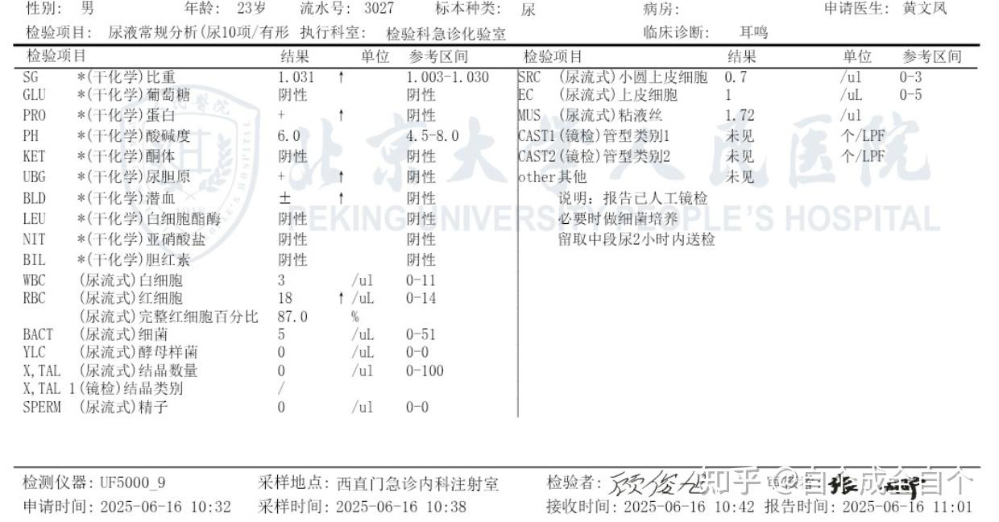 性别: 男 年龄: 23岁 流水号: 3027 标本种类: 尿 病房: 申请医生: 黄文凤
检验项目: 尿液常规分析(尿10项/有形 执行科室: 检验科急诊化验室 临床诊断: 耳鸣
检验项目 结果 单位 参考区间 检验项目 结果 单位 参考区间
SG *(干化学)比重 1.031 ↑ 1.003-1.030 SRC (尿流式)小圆上皮细胞 0.7 /ul 0-3
GLU *(干化学)葡萄糖 阴性 阴性 EC (尿流式)上皮细胞 1 /uL 0-5
PRO *(干化学)蛋白 + ↑ 阴性 MUS (尿流式)粘液丝 1.72 /ul
PH *(干化学)酸碱度 6.0 4.5-8.0 CAST1(镜检)管型类别1 未见 个/LPF
KET *(干化学)酮体 阴性 阴性 CAST2(镜检)管型类别2 未见 个/LPF
UBG *(干化学)尿胆原 + ↑ 阴性 other其他 未见
BLD *(干化学)潜血 ± ↑ 阴性 说明: 报告已人工镜检
LEU *(干化学)白细胞酯酶 阴性 阴性 必要时做细菌培养
NIT *(干化学)亚硝酸盐 阴性 阴性 留取中段尿2小时内送检
BIL *(干化学)胆红素 阴性 阴性
WBC (尿流式)白细胞 3 /ul 0-11
RBC (尿流式)红细胞 18 ↑ /uL 0-14
(尿流式)完整红细胞百分比 87.0 %
BACT (尿流式)细菌 5 /uL 0-51
YLC (尿流式)酵母样菌 0 /uL 0-0
X,TAL (尿流式)结晶数量 0 /ul 0-100
X,TAL 1(镜检)结晶类别 /
SPERM (尿流式)精子 0 /ul 0-0
北京大学人民医院
PEKING UNIVERSITY PEOPLE'S HOSPITAL
检测仪器: UF5000_9 采样地点: 西直门急诊内科注射室 检验者: 顾俊旭 审核者:
申请时间: 2025-06-16 10:32 采样时间: 2025-06-16 10:38 接收时间: 2025-06-16 10:42 报告时间: 2025-06-16 11:01
知乎 @自个成全自个